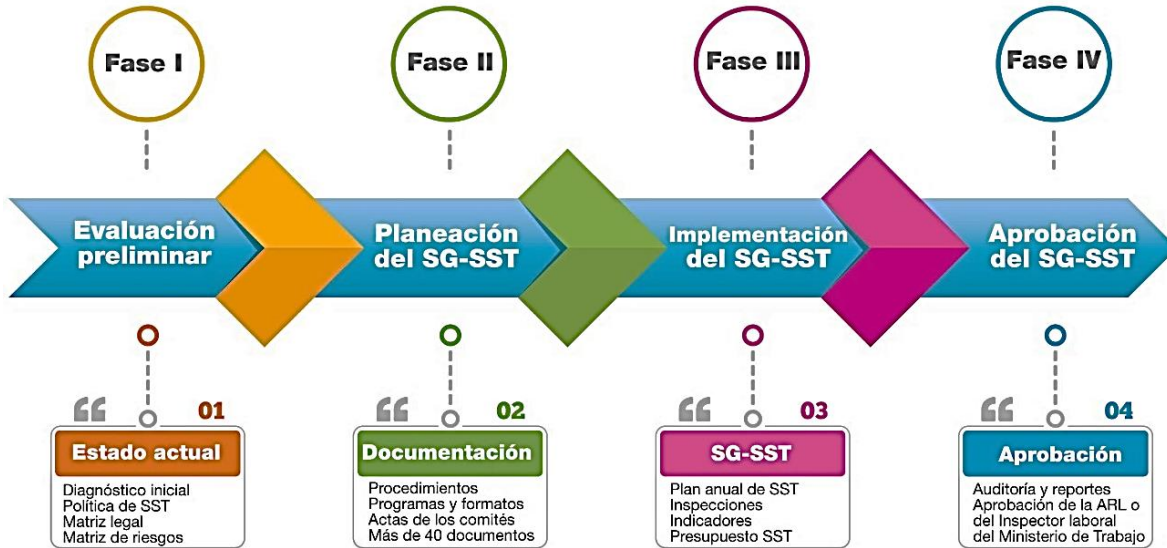 Fase I
Fase II
Fase III
Fase IV
Evaluación
preliminar
Planeación
del SG-SST
Implementación
del SG-SST
Aprobación
del SG-SST
01
Estado actual
Diagnóstico inicial
Política de SST
Matriz legal
Matriz de riesgos
02
Documentación
Procedimientos
Programas y formatos
Actas de los comités
Más de 40 documentos
03
SG-SST
Plan anual de SST
Inspecciones
Indicadores
Presupuesto SST
04
Aprobación
Auditoría y reportes
Aprobación de la ARL o
del Inspector laboral
del Ministerio de Trabajo